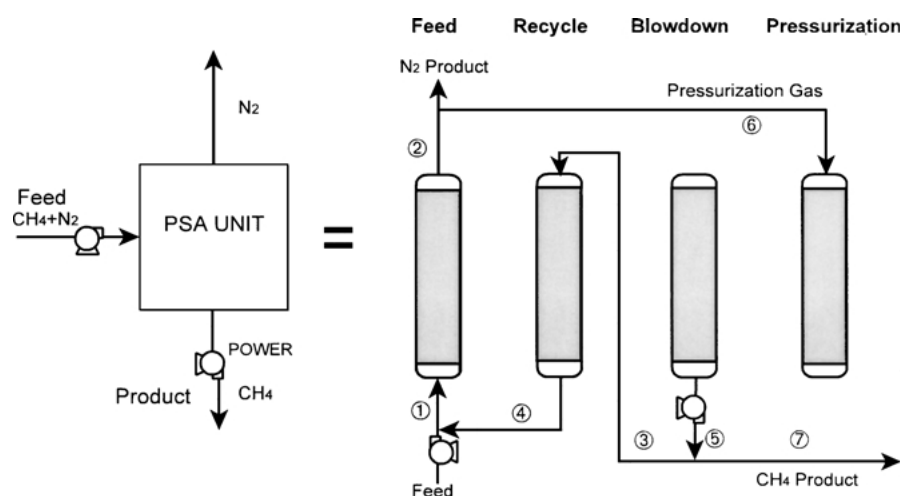 Feed Recycle Blowdown Pressurization
N2 Product
Pressurization Gas
N2
⑥
②
Feed
CH4+N2
PSA UNIT
=
POWER
Product
CH4
①
④
③
⑤
⑦
Feed
CH4 Product